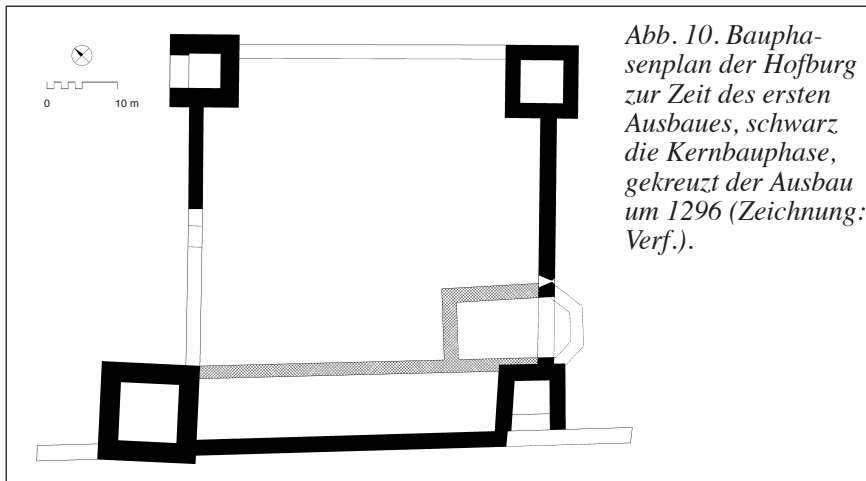 Abb. 10. Baupha-
senplan der Hofburg
zur Zeit des ersten
Ausbaues, schwarz
die Kernbauphase,
gekreuzt der Ausbau
um 1296 (Zeichnung:
Verf.).
0 10 m